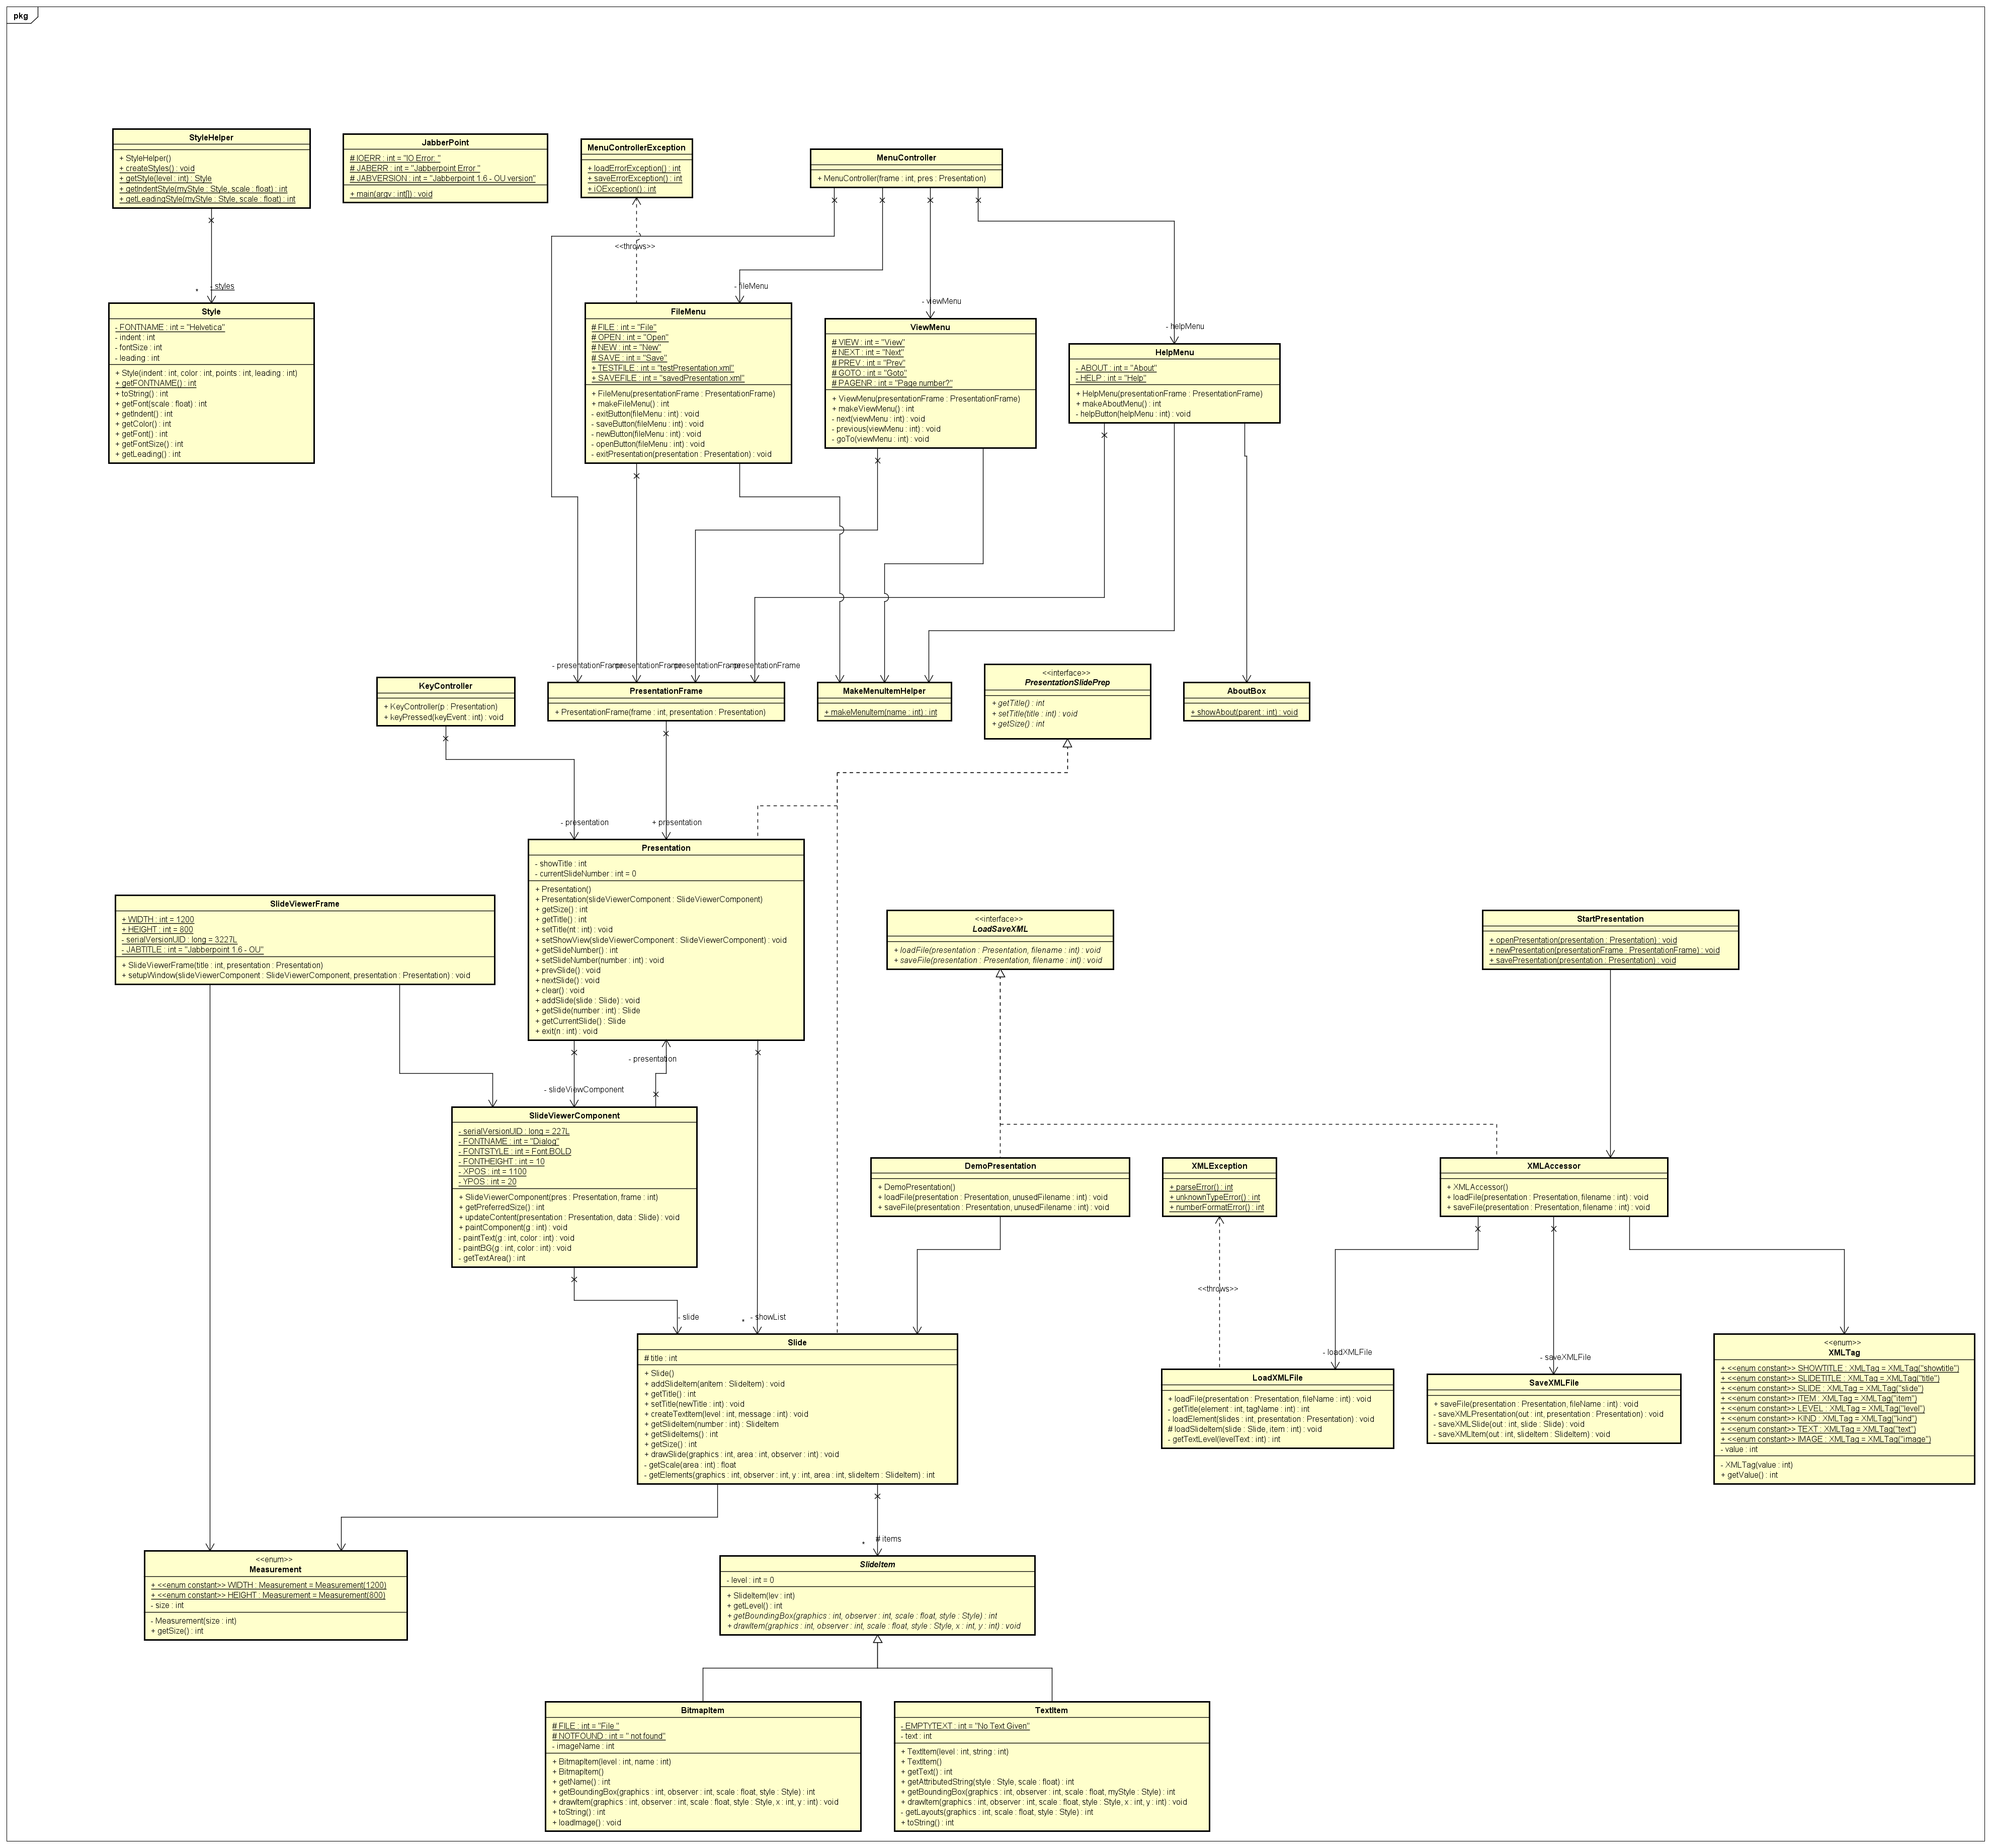 pkg
StyleHelper
+ StyleHelper()
+ createStyles() : void
+ getStyle(level : int) : Style
+ getIndentStyle(myStyle : Style, scale : float) : int
+ getLeadingStyle(myStyle : Style, scale : float) : int
JabberPoint
# IOERR : int = "IO Error: "
# JABERR : int = "Jabberpoint Error "
# JABVERSION : int = "Jabberpoint 1.6 - OU version"
+ main(argv : int[]) : void
MenuControllerException
+ loadErrorException() : int
+ saveErrorException() : int
+ iOException() : int
MenuController
+ MenuController(frame : int, pres : Presentation)
<<throws>>
* - styles
- fileMenu
- viewMenu
- helpMenu
Style
- FONTNAME : int = "Helvetica"
- indent : int
- fontSize : int
- leading : int
+ Style(indent : int, color : int, points : int, leading : int)
+ getFONTNAME() : int
+ toString() : int
+ getFont(scale : float) : int
+ getIndent() : int
+ getColor() : int
+ getFont() : int
+ getFontSize() : int
+ getLeading() : int
FileMenu
# FILE : int = "File"
# OPEN : int = "Open"
# NEW : int = "New"
# SAVE : int = "Save"
+ TESTFILE : int = "testPresentation.xml"
+ SAVEFILE : int = "savedPresentation.xml"
+ FileMenu(presentationFrame : PresentationFrame)
+ makeFileMenu() : int
- exitButton(fileMenu : int) : void
- saveButton(fileMenu : int) : void
- newButton(fileMenu : int) : void
- openButton(fileMenu : int) : void
- exitPresentation(presentation : Presentation) : void
ViewMenu
# VIEW : int = "View"
# NEXT : int = "Next"
# PREV : int = "Prev"
# GOTO : int = "Goto"
# PAGENR : int = "Page number?"
+ ViewMenu(presentationFrame : PresentationFrame)
+ makeViewMenu() : int
- next(viewMenu : int) : void
- previous(viewMenu : int) : void
- goTo(viewMenu : int) : void
HelpMenu
- ABOUT : int = "About"
- HELP : int = "Help"
+ HelpMenu(presentationFrame : PresentationFrame)
+ makeAboutMenu() : int
- helpButton(helpMenu : int) : void
- presentationFrame - presentationFrame - presentationFrame - presentationFrame
KeyController
+ KeyController(p : Presentation)
+ keyPressed(keyEvent : int) : void
PresentationFrame
+ PresentationFrame(frame : int, presentation : Presentation)
MakeMenuItemHelper
+ makeMenuItem(name : int) : int
<<interface>>
PresentationSlidePrep
+ getTitle() : int
+ setTitle(title : int) : void
+ getSize() : int
AboutBox
+ showAbout(parent : int) : void
- presentation
+ presentation
Presentation
- showTitle : int
- currentSlideNumber : int = 0
+ Presentation()
+ Presentation(slideViewerComponent : SlideViewerComponent)
+ getSize() : int
+ getTitle() : int
+ setTitle(nt : int) : void
+ setShowView(slideViewerComponent : SlideViewerComponent) : void
+ getSlideNumber() : int
+ setSlideNumber(number : int) : void
+ prevSlide() : void
+ nextSlide() : void
+ clear() : void
+ addSlide(slide : Slide) : void
+ getSlide(number : int) : Slide
+ getCurrentSlide() : Slide
+ exit(n : int) : void
SlideViewerFrame
+ WIDTH : int = 1200
+ HEIGHT : int = 800
- serialVersionUID : long = 3227L
- JABTITLE : int = "Jabberpoint 1.6 - OU"
+ SlideViewerFrame(title : int, presentation : Presentation)
+ setupWindow(slideViewerComponent : SlideViewerComponent, presentation : Presentation) : void
<<interface>>
LoadSaveXML
+ loadFile(presentation : Presentation, filename : int) : void
+ saveFile(presentation : Presentation, filename : int) : void
StartPresentation
+ openPresentation(presentation : Presentation) : void
+ newPresentation(presentationFrame : PresentationFrame) : void
+ savePresentation(presentation : Presentation) : void
- presentation
- slideViewComponent
SlideViewerComponent
- serialVersionUID : long = 227L
- FONTNAME : int = "Dialog"
- FONTSTYLE : int = Font.BOLD
- FONTHEIGHT : int = 10
- XPOS : int = 1100
- YPOS : int = 20
+ SlideViewerComponent(pres : Presentation, frame : int)
+ getPreferredSize() : int
+ updateContent(presentation : Presentation, data : Slide) : void
+ paintComponent(g : int) : void
- paintText(g : int, color : int) : void
- paintBG(g : int, color : int) : void
- getTextArea() : int
DemoPresentation
+ DemoPresentation()
+ loadFile(presentation : Presentation, unusedFilename : int) : void
+ saveFile(presentation : Presentation, unusedFilename : int) : void
XMLException
+ parseError() : int
+ unknownTypeError() : int
+ numberFormatError() : int
XMLAccessor
+ XMLAccessor()
+ loadFile(presentation : Presentation, filename : int) : void
+ saveFile(presentation : Presentation, filename : int) : void
<<throws>>
- slide
* - showList
- loadXMLFile
- saveXMLFile
Slide
# title : int
+ Slide()
+ addSlideItem(anItem : SlideItem) : void
+ getTitle() : int
+ setTitle(newTitle : int) : void
+ createTextItem(level : int, message : int) : void
+ getSlideItem(number : int) : SlideItem
+ getSlideItems() : int
+ getSize() : int
+ drawSlide(graphics : int, area : int, observer : int) : void
- getScale(area : int) : float
- getElements(graphics : int, observer : int, y : int, area : int, slideItem : SlideItem) : int
LoadXMLFile
+ loadFile(presentation : Presentation, fileName : int) : void
- getTitle(element : int, tagName : int) : int
- loadElement(slides : int, presentation : Presentation) : void
# loadSlideItem(slide : Slide, item : int) : void
- getTextLevel(levelText : int) : int
SaveXMLFile
+ saveFile(presentation : Presentation, fileName : int) : void
- saveXMLPresentation(out : int, presentation : Presentation) : void
- saveXMLSlide(out : int, slide : Slide) : void
- saveXMLItem(out : int, slideItem : SlideItem) : void
<<enum>>
XMLTag
+ <<enum constant>> SHOWTITLE : XMLTag = XMLTag("showtitle")
+ <<enum constant>> SLIDETITLE : XMLTag = XMLTag("title")
+ <<enum constant>> SLIDE : XMLTag = XMLTag("slide")
+ <<enum constant>> ITEM : XMLTag = XMLTag("item")
+ <<enum constant>> LEVEL : XMLTag = XMLTag("level")
+ <<enum constant>> KIND : XMLTag = XMLTag("kind")
+ <<enum constant>> TEXT : XMLTag = XMLTag("text")
+ <<enum constant>> IMAGE : XMLTag = XMLTag("image")
- value : int
- XMLTag(value : int)
+ getValue() : int
* # items
<<enum>>
Measurement
+ <<enum constant>> WIDTH : Measurement = Measurement(1200)
+ <<enum constant>> HEIGHT : Measurement = Measurement(800)
- size : int
- Measurement(size : int)
+ getSize() : int
SlideItem
- level : int = 0
+ SlideItem(lev : int)
+ getLevel() : int
+ getBoundingBox(graphics : int, observer : int, scale : float, style : Style) : int
+ drawItem(graphics : int, observer : int, scale : float, style : Style, x : int, y : int) : void
BitmapItem
# FILE : int = "File "
# NOTFOUND : int = " not found"
- imageName : int
+ BitmapItem(level : int, name : int)
+ BitmapItem()
+ getName() : int
+ getBoundingBox(graphics : int, observer : int, scale : float, style : Style) : int
+ drawItem(graphics : int, observer : int, scale : float, style : Style, x : int, y : int) : void
+ toString() : int
+ loadImage() : void
TextItem
- EMPTYTEXT : int = "No Text Given"
- text : int
+ TextItem(level : int, string : int)
+ TextItem()
+ getText() : int
+ getAttributedString(style : Style, scale : float) : int
+ getBoundingBox(graphics : int, observer : int, scale : float, myStyle : Style) : int
+ drawItem(graphics : int, observer : int, scale : float, style : Style, x : int, y : int) : void
- getLayouts(graphics : int, scale : float, style : Style) : int
+ toString() : int